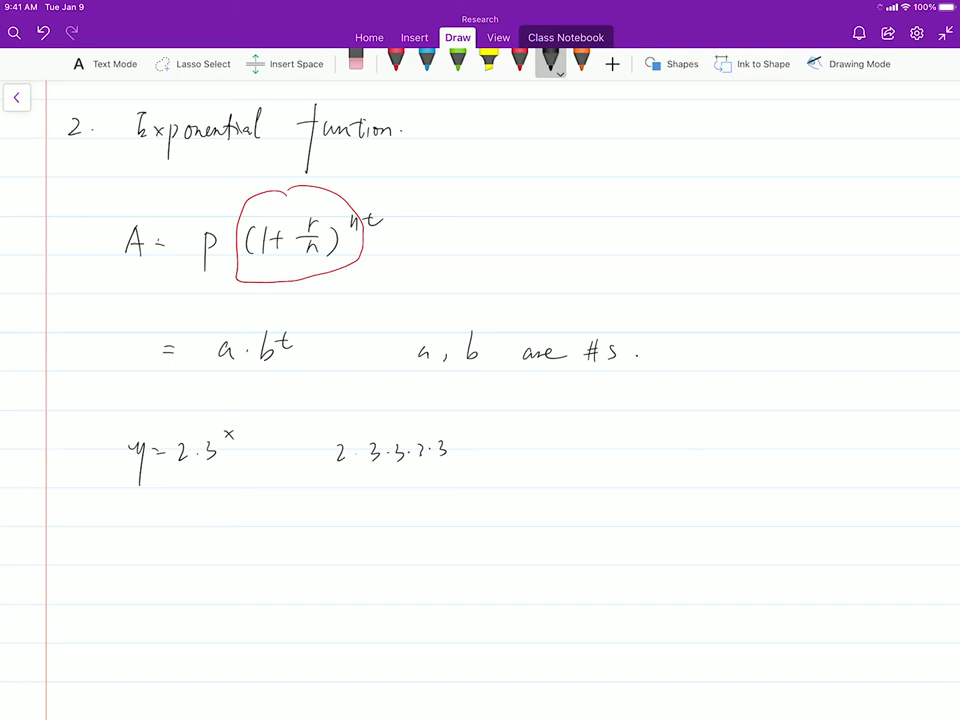 9:41 AM Tue Jan 9
100%
Research
Home Insert Draw View Class Notebook
Text Mode Lasso Select Insert Space Shapes Ink to Shape Drawing Mode
2. Exponential funtion.
A = p (1+ r/n)^nt
= a · b^t a, b are #s.
y = 2 · 3^x 2 · 3 · 3 · 3 · 3